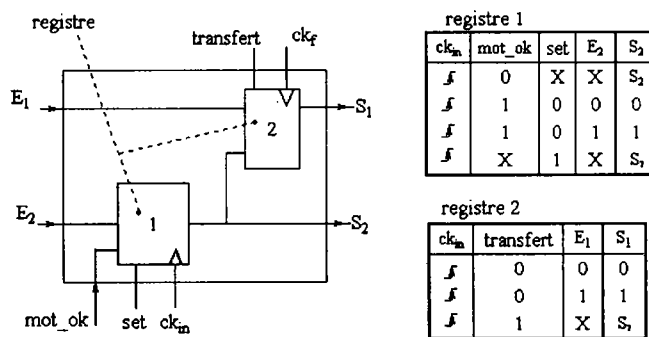 registre
transfert
ck_f
E_1
S_1
2
1
E_2
S_2
mot_ok
set
ck_in
registre 1
ck_in mot_ok set E_2 S_2
0 X X S_2
1 0 0 0
1 0 1 1
X 1 X S_?
registre 2
ck_in transfert E_1 S_1
0 0 0
0 1 1
1 X S_?